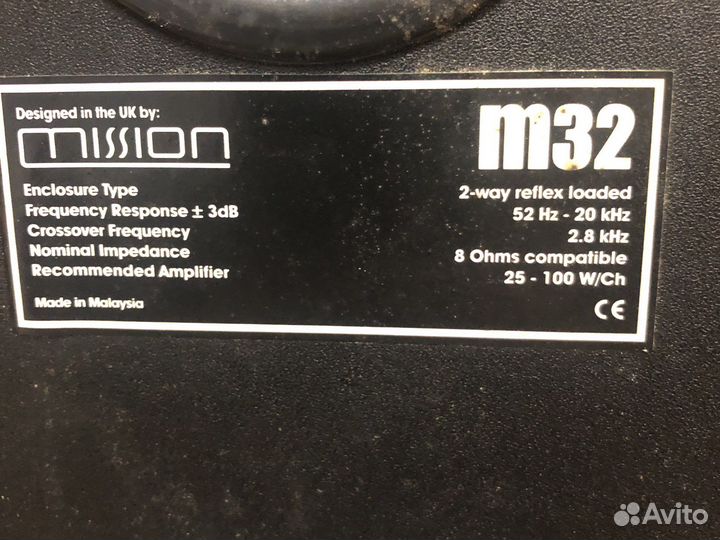 Designed in the UK by:
mission
m32
Enclosure Type 2-way reflex loaded
Frequency Response ± 3dB 52 Hz - 20 kHz
Crossover Frequency 2.8 kHz
Nominal Impedance 8 Ohms compatible
Recommended Amplifier 25 - 100 W/Ch
Made in Malaysia CE
Avito